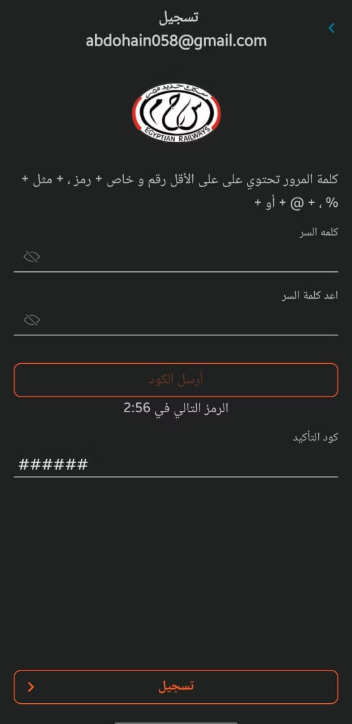 تسجيل
abdohain058@gmail.com
EGYPTIAN RAILWAYS
كلمة المرور تحتوي على على الأقل رقم و خاص + رمز ، + مثل +
%، + @ + أو +
كلمه السر
اعد كلمة السر
أرسل الكود
الرمز التالي في 2:56
كود التأكيد
######
تسجيل